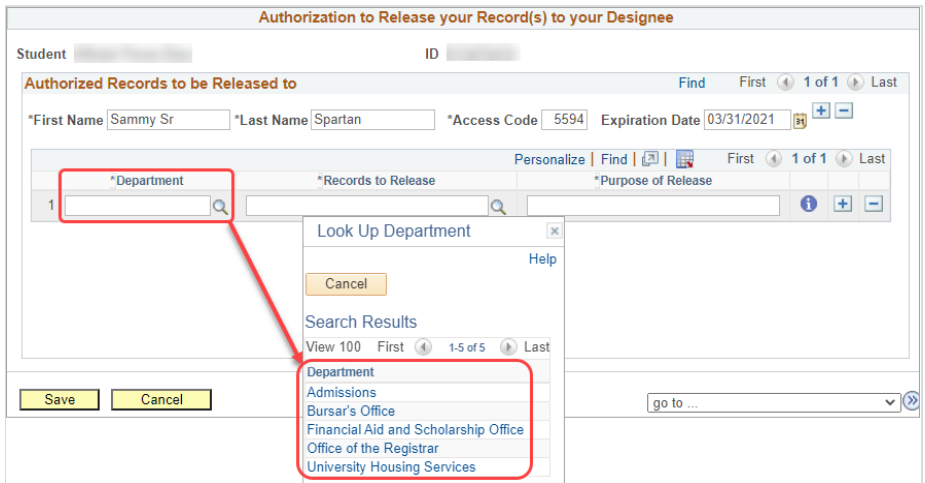 Authorization to Release your Record(s) to your Designee
Student ID
Authorized Records to be Released to Find First 1 of 1 Last
*First Name Sammy Sr *Last Name Spartan *Access Code 5594 Expiration Date 03/31/2021 31
Personalize | Find | First 1 of 1 Last
*Department *Records to Release *Purpose of Release
1
Look Up Department
Help
Cancel
Search Results
View 100 First 1-5 of 5 Last
Department
Admissions
Bursar's Office
Financial Aid and Scholarship Office
Office of the Registrar
University Housing Services
Save Cancel go to ...